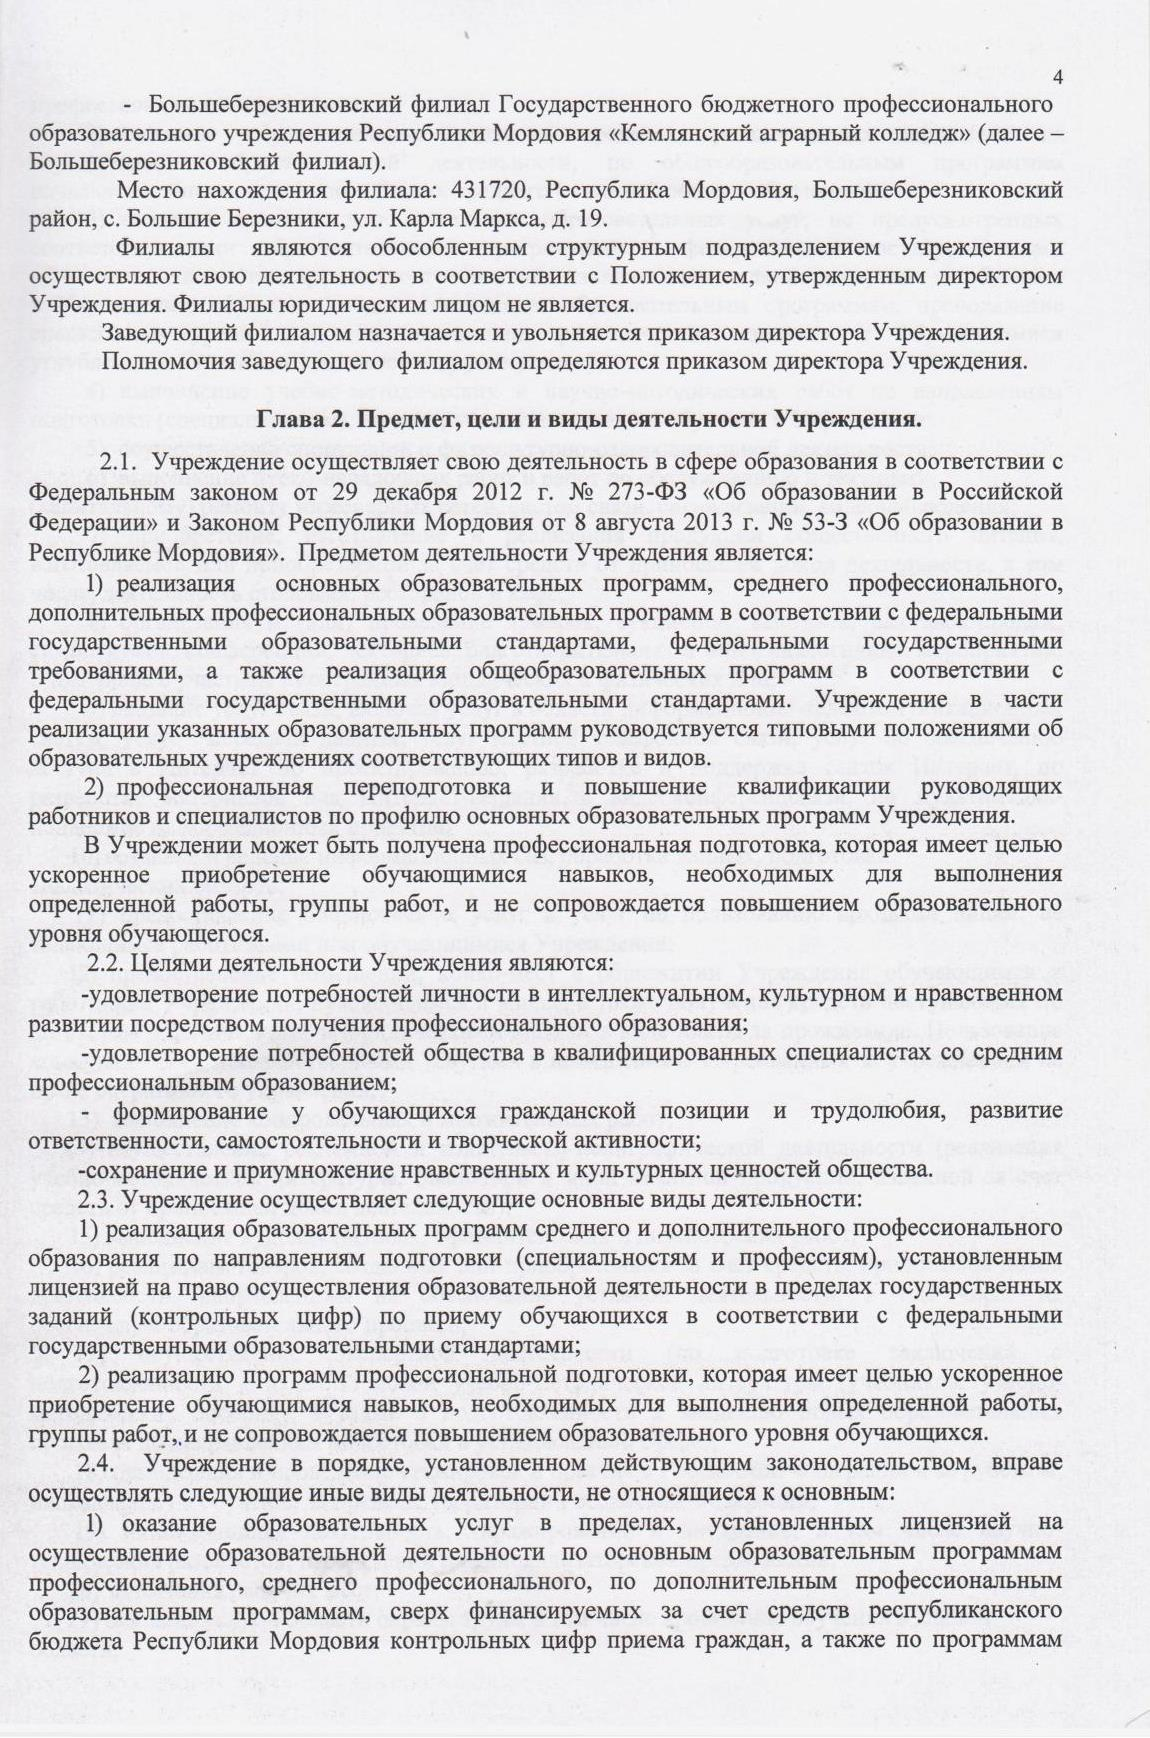 4
- Большеберезниковский филиал Государственного бюджетного профессионального
образовательного учреждения Республики Мордовия «Кемлянский аграрный колледж» (далее –
Большеберезниковский филиал).
Место нахождения филиала: 431720, Республика Мордовия, Большеберезниковский
район, с. Большие Березники, ул. Карла Маркса, д. 19.
Филиалы являются обособленным структурным подразделением Учреждения и
осуществляют свою деятельность в соответствии с Положением, утвержденным директором
Учреждения. Филиалы юридическим лицом не является.
Заведующий филиалом назначается и увольняется приказом директора Учреждения.
Полномочия заведующего филиалом определяются приказом директора Учреждения.
Глава 2. Предмет, цели и виды деятельности Учреждения.
2.1. Учреждение осуществляет свою деятельность в сфере образования в соответствии с
Федеральным законом от 29 декабря 2012 г. № 273-ФЗ «Об образовании в Российской
Федерации» и Законом Республики Мордовия от 8 августа 2013 г. № 53-З «Об образовании в
Республике Мордовия». Предметом деятельности Учреждения является:
1) реализация основных образовательных программ, среднего профессионального,
дополнительных профессиональных образовательных программ в соответствии с федеральными
государственными образовательными стандартами, федеральными государственными
требованиями, а также реализация общеобразовательных программ в соответствии с
федеральными государственными образовательными стандартами. Учреждение в части
реализации указанных образовательных программ руководствуется типовыми положениями об
образовательных учреждениях соответствующих типов и видов.
2) профессиональная переподготовка и повышение квалификации руководящих
работников и специалистов по профилю основных образовательных программ Учреждения.
В Учреждении может быть получена профессиональная подготовка, которая имеет целью
ускоренное приобретение обучающимися навыков, необходимых для выполнения
определенной работы, группы работ, и не сопровождается повышением образовательного
уровня обучающегося.
2.2. Целями деятельности Учреждения являются:
-удовлетворение потребностей личности в интеллектуальном, культурном и нравственном
развитии посредством получения профессионального образования;
-удовлетворение потребностей общества в квалифицированных специалистах со средним
профессиональным образованием;
- формирование у обучающихся гражданской позиции и трудолюбия, развитие
ответственности, самостоятельности и творческой активности;
-сохранение и приумножение нравственных и культурных ценностей общества.
2.3. Учреждение осуществляет следующие основные виды деятельности:
1) реализация образовательных программ среднего и дополнительного профессионального
образования по направлениям подготовки (специальностям и профессиям), установленным
лицензией на право осуществления образовательной деятельности в пределах государственных
заданий (контрольных цифр) по приему обучающихся в соответствии с федеральными
государственными образовательными стандартами;
2) реализацию программ профессиональной подготовки, которая имеет целью ускоренное
приобретение обучающимися навыков, необходимых для выполнения определенной работы,
группы работ, и не сопровождается повышением образовательного уровня обучающихся.
2.4. Учреждение в порядке, установленном действующим законодательством, вправе
осуществлять следующие иные виды деятельности, не относящиеся к основным:
1) оказание образовательных услуг в пределах, установленных лицензией на
осуществление образовательной деятельности по основным образовательным программам
профессионального, среднего профессионального, по дополнительным профессиональным
образовательным программам, сверх финансируемых за счет средств республиканского
бюджета Республики Мордовия контрольных цифр приема граждан, а также по программам